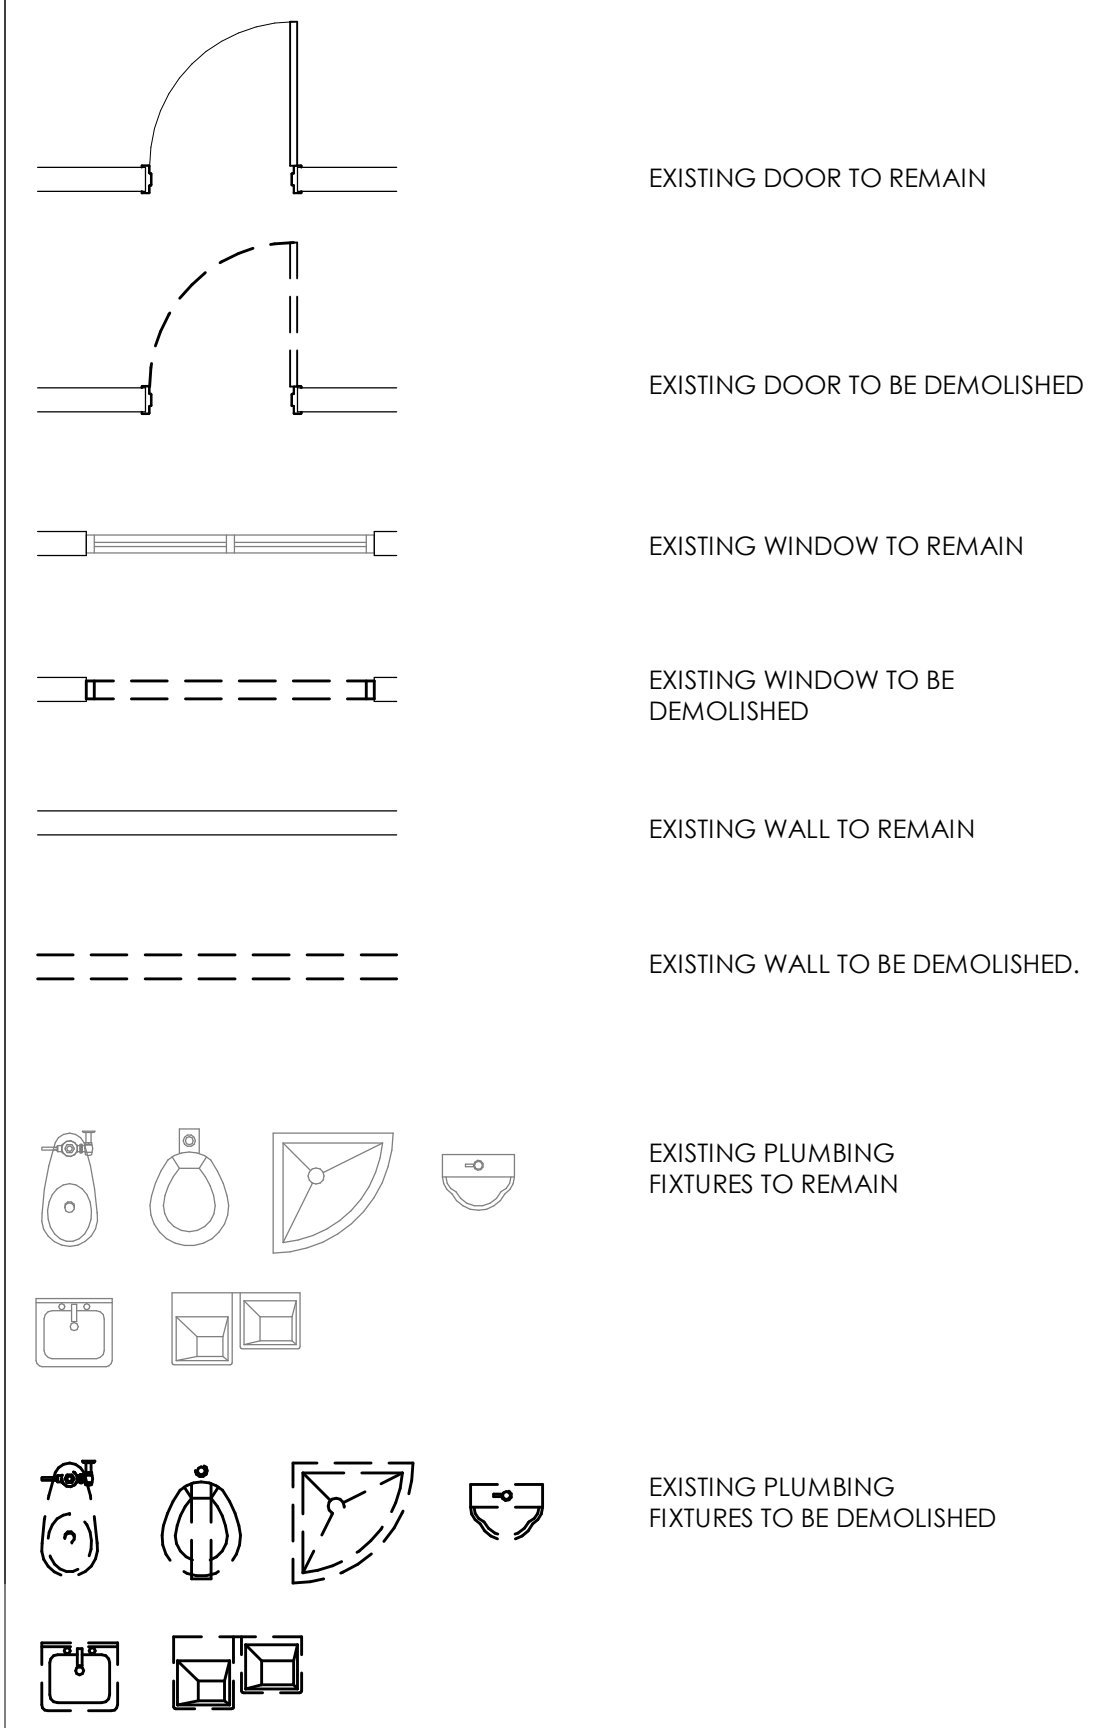 EXISTING DOOR TO REMAIN
EXISTING DOOR TO BE DEMOLISHED
EXISTING WINDOW TO REMAIN
EXISTING WINDOW TO BE
DEMOLISHED
EXISTING WALL TO REMAIN
EXISTING WALL TO BE DEMOLISHED.
EXISTING PLUMBING
FIXTURES TO REMAIN
EXISTING PLUMBING
FIXTURES TO BE DEMOLISHED